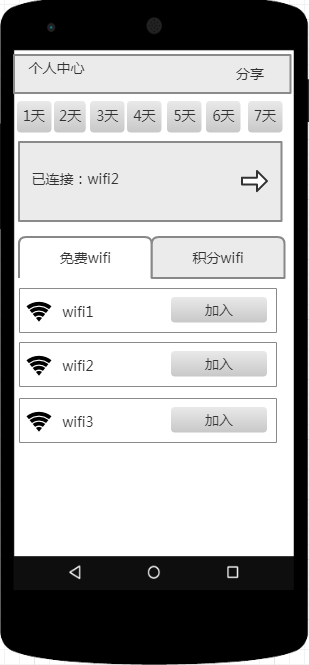 个人中心 分享
1天 2天 3天 4天 5天 6天 7天
已连接：wifi2
免费wifi 积分wifi
wifi1 加入
wifi2 加入
wifi3 加入